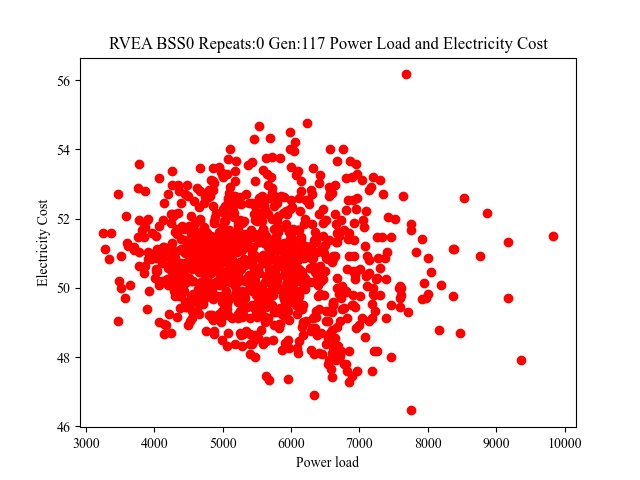 RVEA BSS0 Repeats:0 Gen:117 Power Load and Electricity Cost
56
54
52
50
48
46
Electricity Cost
3000 4000 5000 6000 7000 8000 9000 10000
Power load